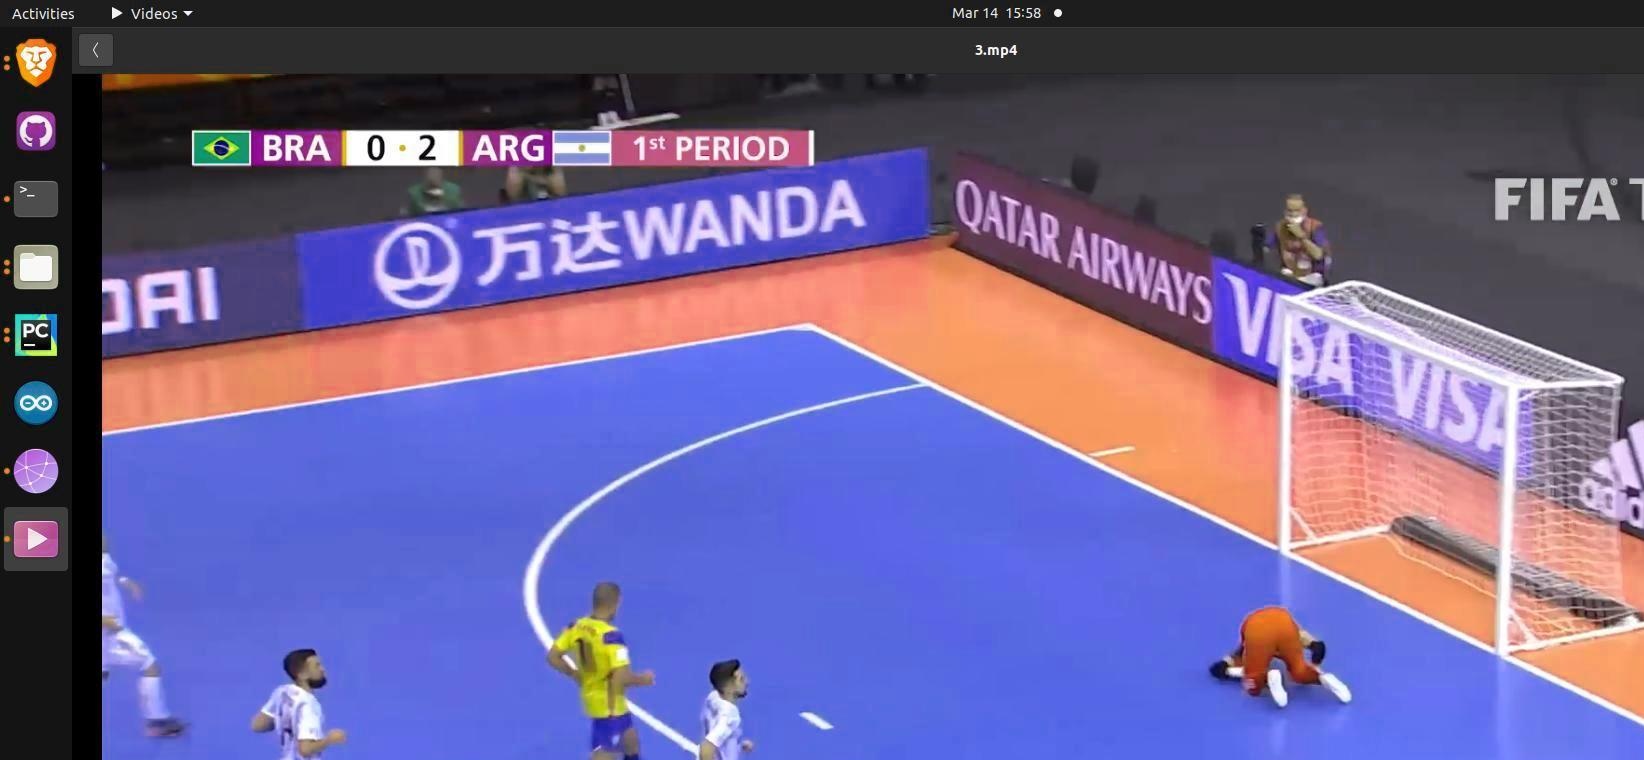 Activities
Videos
Mar 14 15:58
3.mp4
BRA 0 · 2 ARG 1st PERIOD
FIFA
万达WANDA
QATAR AIRWAYS
VISA VISA
PC
>_